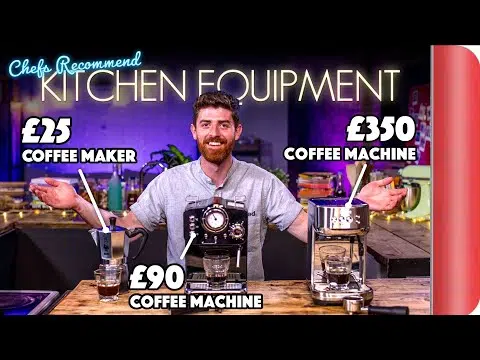 Chefs Recommend
KITCHEN EQUIPMENT
£25
COFFEE MAKER
£350
COFFEE MACHINE
£90
COFFEE MACHINE